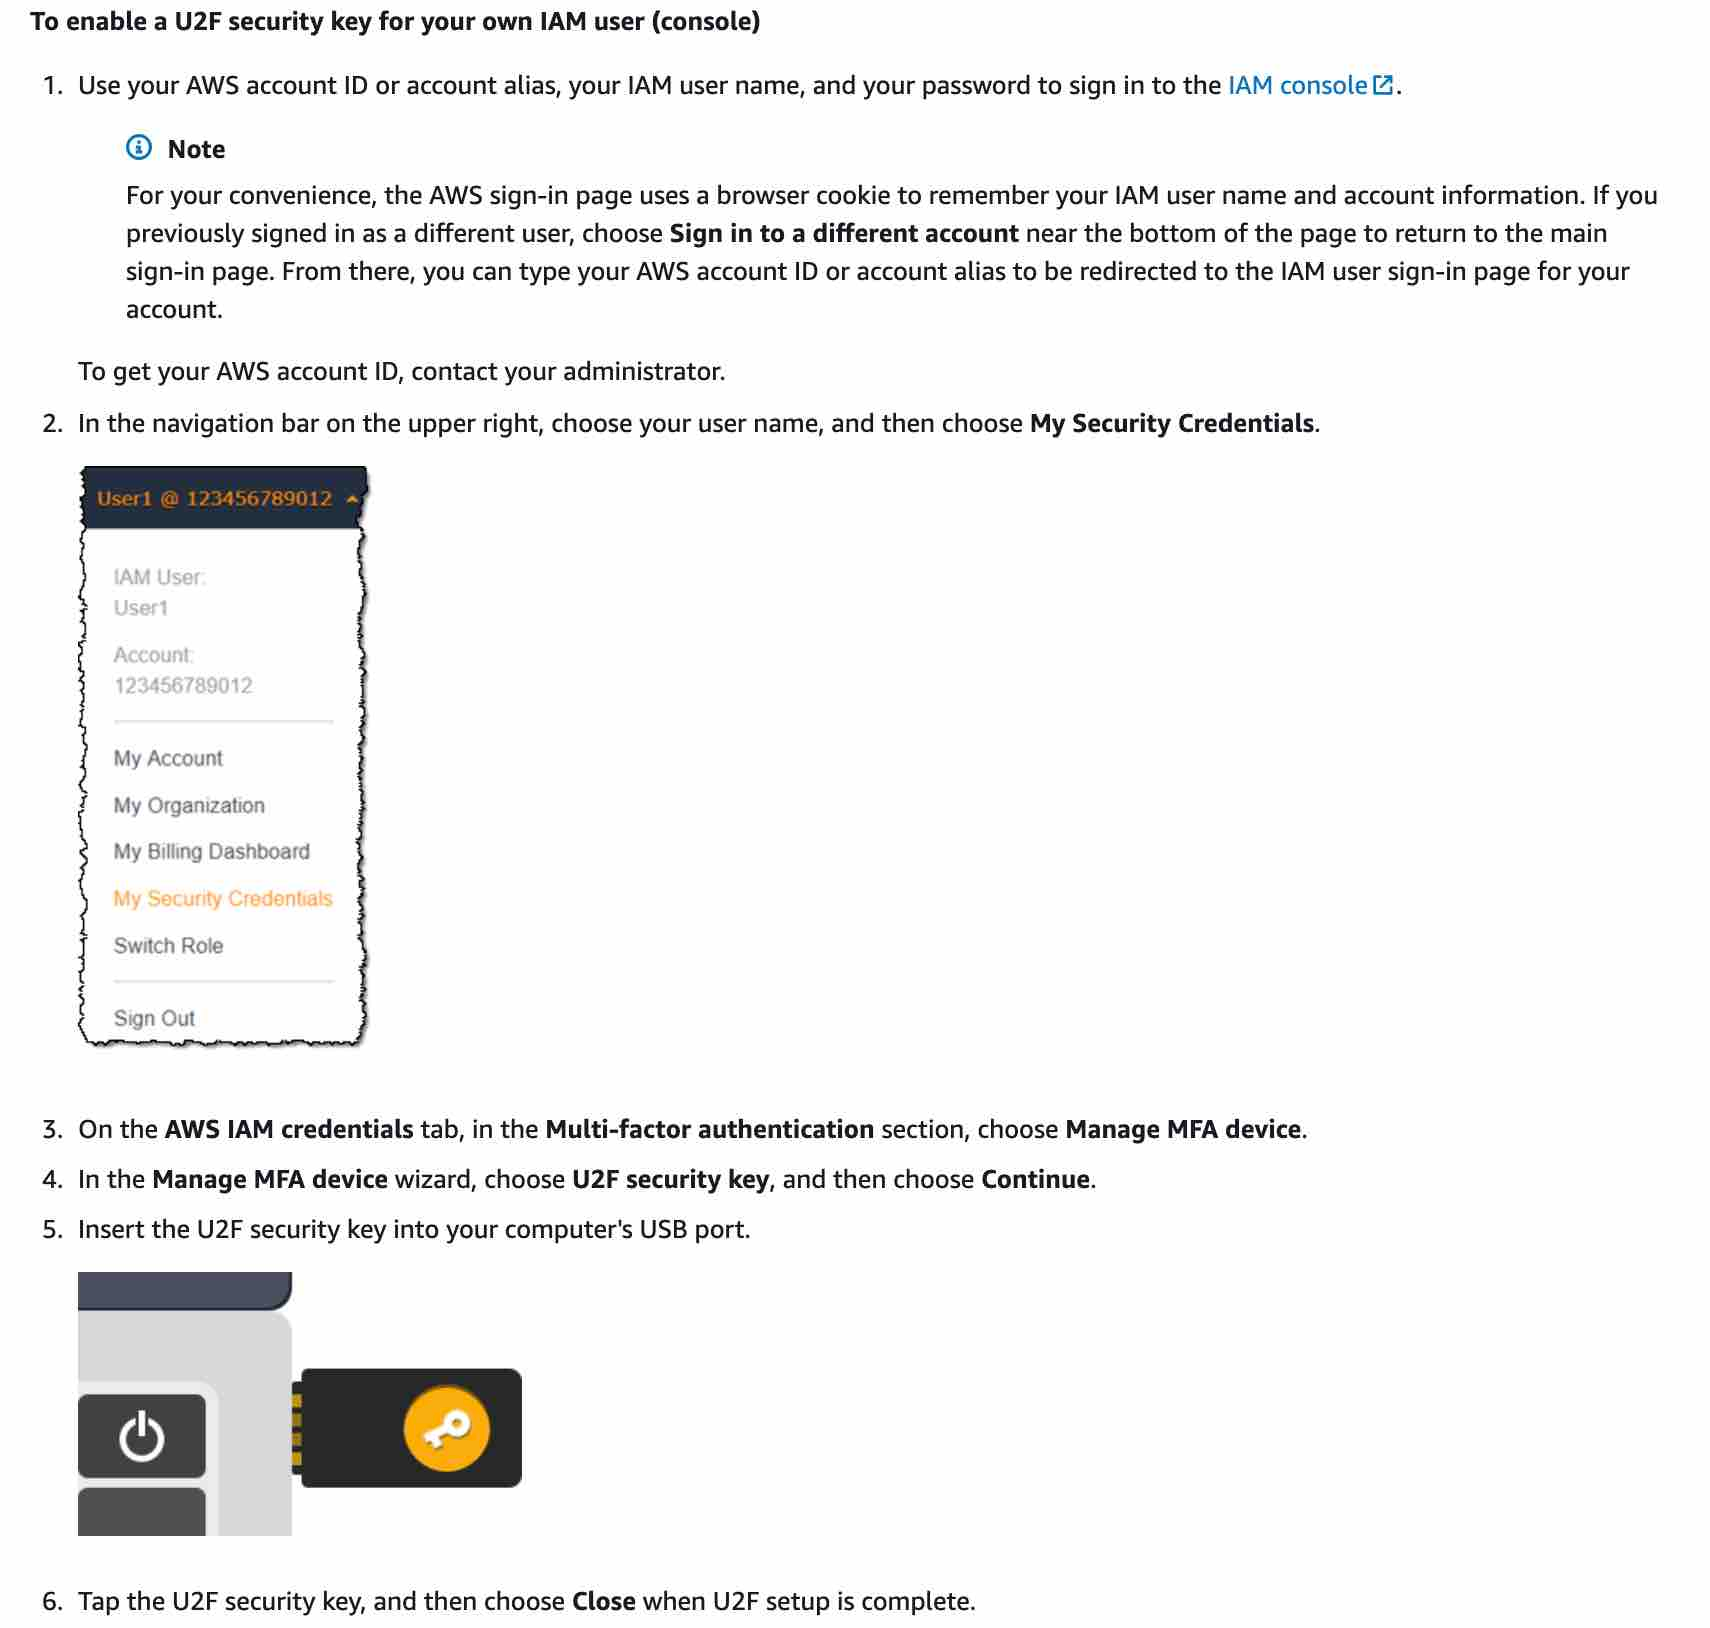 To enable a U2F security key for your own IAM user (console)
1. Use your AWS account ID or account alias, your IAM user name, and your password to sign in to the IAM console.
Note
For your convenience, the AWS sign-in page uses a browser cookie to remember your IAM user name and account information. If you
previously signed in as a different user, choose Sign in to a different account near the bottom of the page to return to the main
sign-in page. From there, you can type your AWS account ID or account alias to be redirected to the IAM user sign-in page for your
account.
To get your AWS account ID, contact your administrator.
2. In the navigation bar on the upper right, choose your user name, and then choose My Security Credentials.
User1 @ 123456789012
IAM User:
User1
Account:
123456789012
My Account
My Organization
My Billing Dashboard
My Security Credentials
Switch Role
Sign Out
3. On the AWS IAM credentials tab, in the Multi-factor authentication section, choose Manage MFA device.
4. In the Manage MFA device wizard, choose U2F security key, and then choose Continue.
5. Insert the U2F security key into your computer's USB port.
6. Tap the U2F security key, and then choose Close when U2F setup is complete.